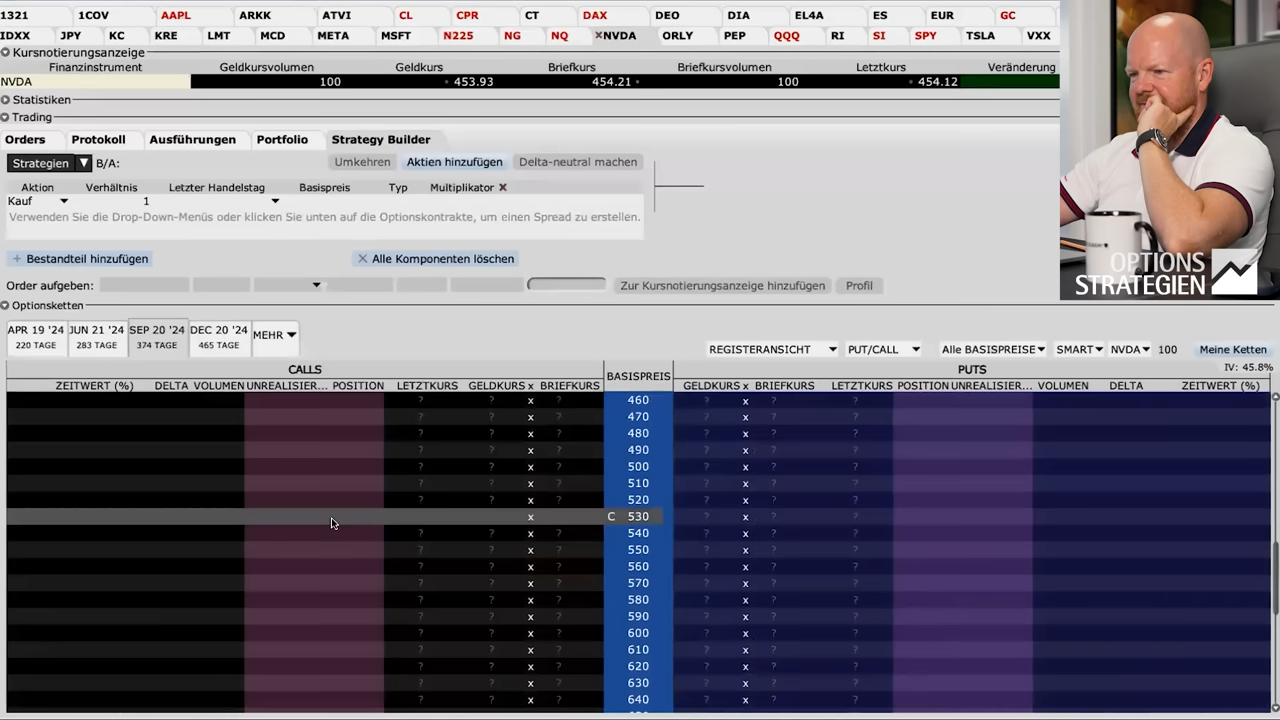 1321 1COV AAPL ARKK ATVI CL CPR CT DAX DEO DIA EL4A ES EUR GC
IDXX JPY KC KRE LMT MCD META MSFT N225 NG NQ ×NVDA ORLY PEP QQQ RI SI SPY TSLA VXX
Kursnotierungsanzeige
Finanzinstrument Geldkursvolumen Geldkurs Briefkurs Briefkursvolumen Letztkurs Veränderung
NVDA 100 • 453.93 454.21 • 100 • 454.12
Statistiken
Trading
Orders Protokoll Ausführungen Portfolio Strategy Builder
Strategien ▼ B/A: Umkehren Aktien hinzufügen Delta-neutral machen
Aktion Verhältnis Letzter Handelstag Basispreis Typ Multiplikator ×
Kauf 1
Verwenden Sie die Drop-Down-Menüs oder klicken Sie unten auf die Optionskontrakte, um einen Spread zu erstellen.
+ Bestandteil hinzufügen × Alle Komponenten löschen
OPTIONS
STRATEGIEN
Order aufgeben: Zur Kursnotierungsanzeige hinzufügen Profil
Optionsketten
APR 19 '24 JUN 21 '24 SEP 20 '24 DEC 20 '24 MEHR ▼
220 TAGE 283 TAGE 374 TAGE 465 TAGE
REGISTERANSICHT ▼ PUT/CALL ▼ Alle BASISPREISE▼ SMART▼ NVDA▼ 100 Meine Ketten
CALLS BASISPREIS PUTS IV: 45.8%
ZEITWERT (%) DELTA VOLUMEN UNREALISIER... POSITION LETZTKURS GELDKURS x BRIEFKURS GELDKURS x BRIEFKURS LETZTKURS POSITION UNREALISIER... VOLUMEN DELTA ZEITWERT (%)
? ? x ? 460 ? x ? ?
? ? x ? 470 ? x ? ?
? ? x ? 480 ? x ? ?
? ? x ? 490 ? x ? ?
? ? x ? 500 ? x ? ?
? ? x ? 510 ? x ? ?
? ? x ? 520 ? x ? ?
x C 530 ? x ? ?
? ? x ? 540 ? x ? ?
? ? x ? 550 ? x ? ?
? ? x ? 560 ? x ? ?
? ? x ? 570 ? x ? ?
? ? x ? 580 ? x ? ?
? ? x ? 590 ? x ? ?
? ? x ? 600 ? x ? ?
? ? x ? 610 ? x ? ?
? ? x ? 620 ? x ? ?
? ? x ? 630 ? x ? ?
? ? x ? 640 ? x ? ?